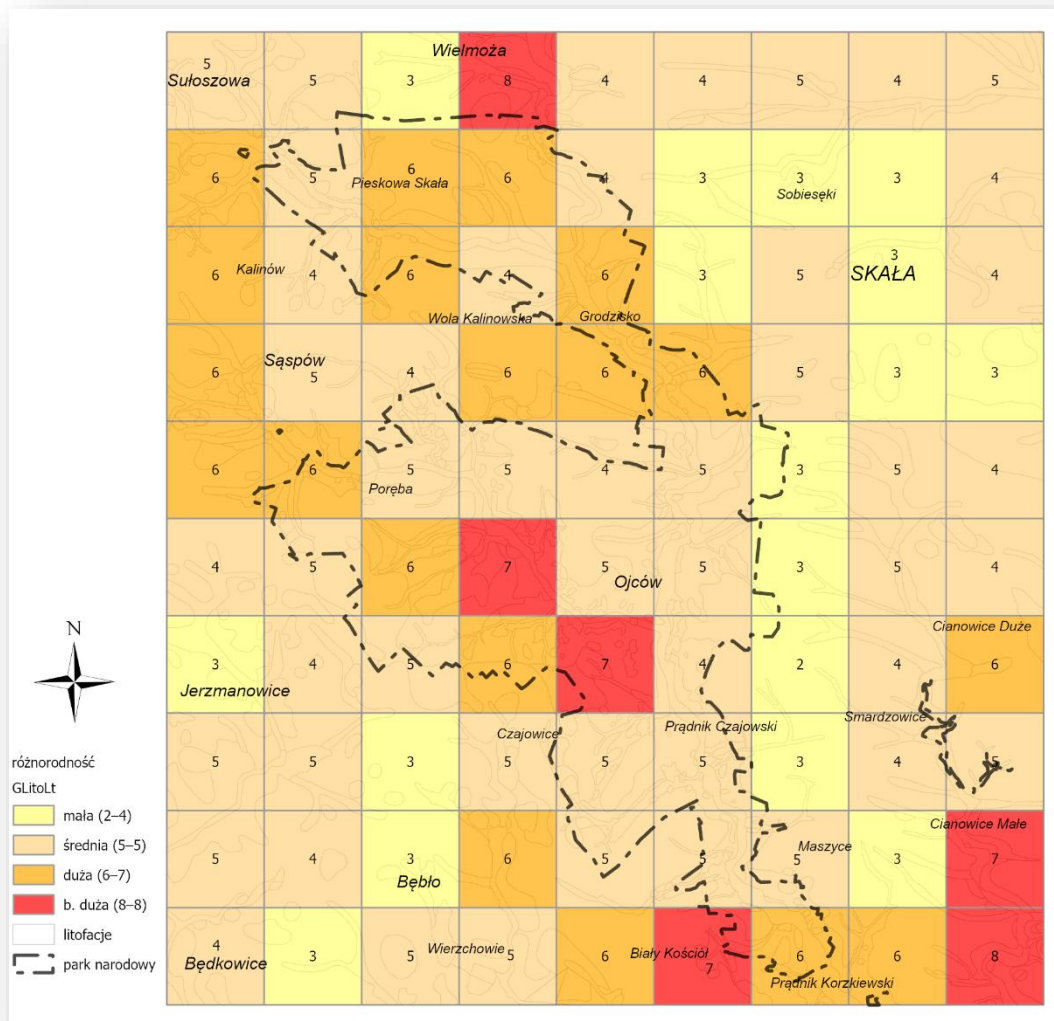 Wielmoża
5 5 3 8 4 4 5 4 5
Sułoszowa
6 5 6 6 4 3 3 3 4
Pieskowa Skała
Sobiesęki
6 4 6 4 6 3 5 3 4
Kalinów
SKAŁA
Wola Kalinowska
Grodzisko
Sąspów
6 5 4 6 6 6 5 3 3
6 6 5 5 4 5 3 5 4
Poręba
4 5 6 7 5 5 3 5 4
Ojców
Cianowice Duże
N
3 4 5 6 7 4 2 4 6
Jerzmanowice
Smardzowice
Prądnik Czajowski
Czajowice
5 5 3 5 5 5 3 4 5
różnorodność
GLitoLt
mała (2–4)
średnia (5–5)
duża (6–7)
b. duża (8–8)
litofacje
park narodowy
Cianowice Małe
Maszyce
5 4 3 6 5 5 5 3 7
Bębło
4 3 5 5 6 7 6 6 8
Wierzchowie
Biały Kościół
Będkowice
Prądnik Korzkiewski